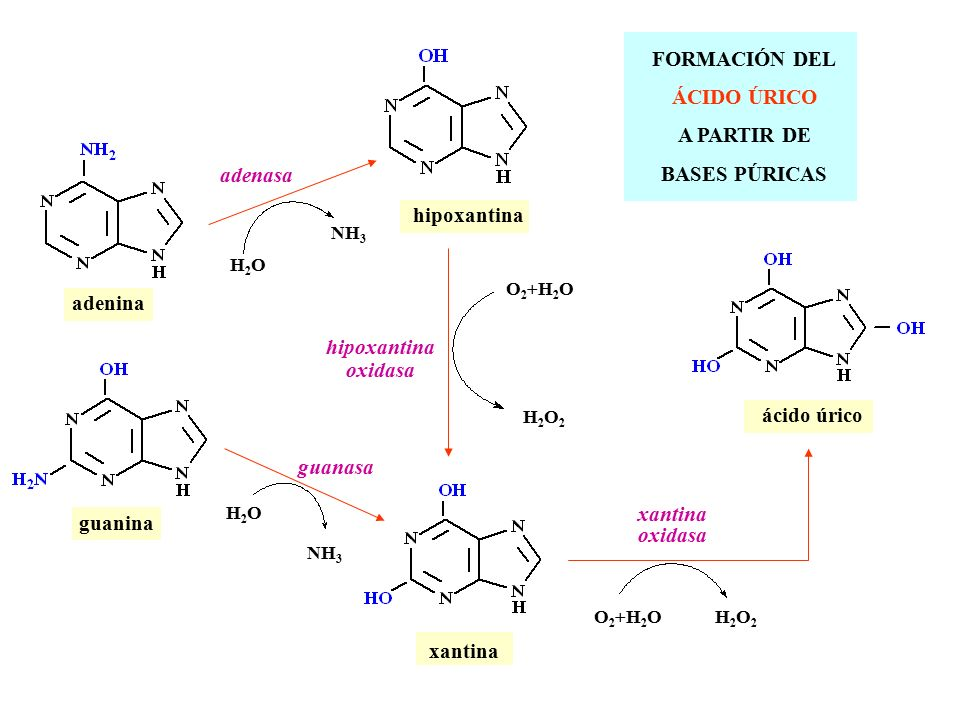 FORMACIÓN DEL
ÁCIDO ÚRICO
A PARTIR DE
BASES PÚRICAS
OH
N
N
N
N
H
hipoxantina
NH2
N
N
N
N
H
adenina
adenasa
H2O
NH3
O2+H2O
hipoxantina
oxidasa
H2O2
OH
N
N
N
N
H
H2N
guanina
guanasa
H2O
NH3
OH
N
N
N
N
H
HO
xantina
xantina
oxidasa
O2+H2O
H2O2
OH
N
N
N
N
H
OH
HO
ácido úrico